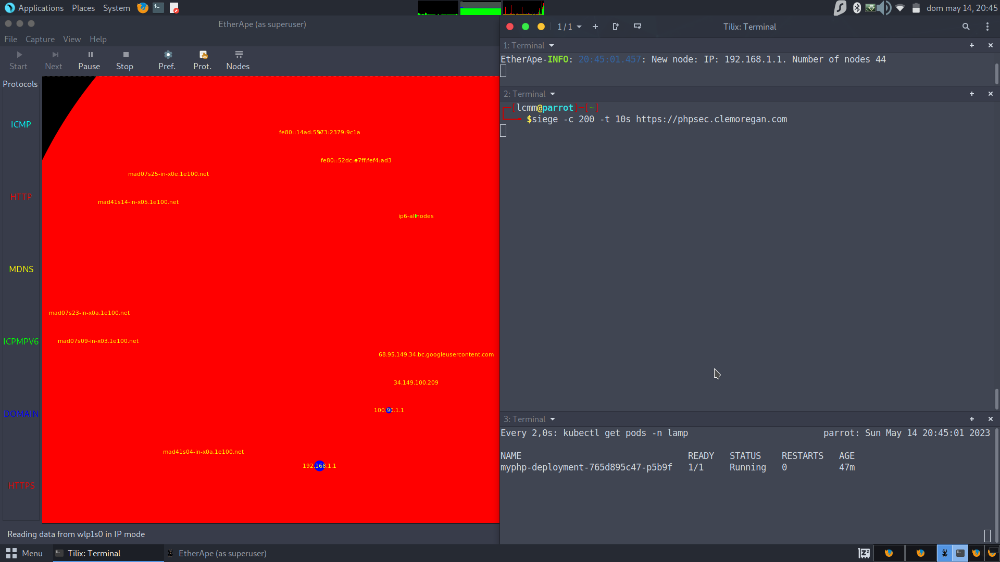 Applications Places System
dom may 14, 20:45
EtherApe (as superuser)
File Capture View Help
Start Next Pause Stop Pref. Prot. Nodes
Protocols
ICMP
HTTP
MDNS
ICPMPV6
DOMAIN
HTTPS
fe80::14ad:5573:2379:9c1a
fe80::52dc:e7ff:fef4:ad3
mad07s25-in-x0e.1e100.net
mad41s14-in-x05.1e100.net
ip6-allnodes
mad07s23-in-x0a.1e100.net
mad07s09-in-x03.1e100.net
68.95.149.34.bc.googleusercontent.com
34.149.100.209
100.90.1.1
mad41s04-in-x0a.1e100.net
192.168.1.1
Reading data from wlp1s0 in IP mode
1 / 1
Tilix: Terminal
1: Terminal
EtherApe-INFO: 20:45:01.457: New node: IP: 192.168.1.1. Number of nodes 44
2: Terminal
[lcmm@parrot]-[~]
$siege -c 200 -t 10s https://phpsec.clemoregan.com
3: Terminal
Every 2,0s: kubectl get pods -n lamp parrot: Sun May 14 20:45:01 2023
NAME READY STATUS RESTARTS AGE
myphp-deployment-765d895c47-p5b9f 1/1 Running 0 47m
Menu Tilix: Terminal EtherApe (as superuser)